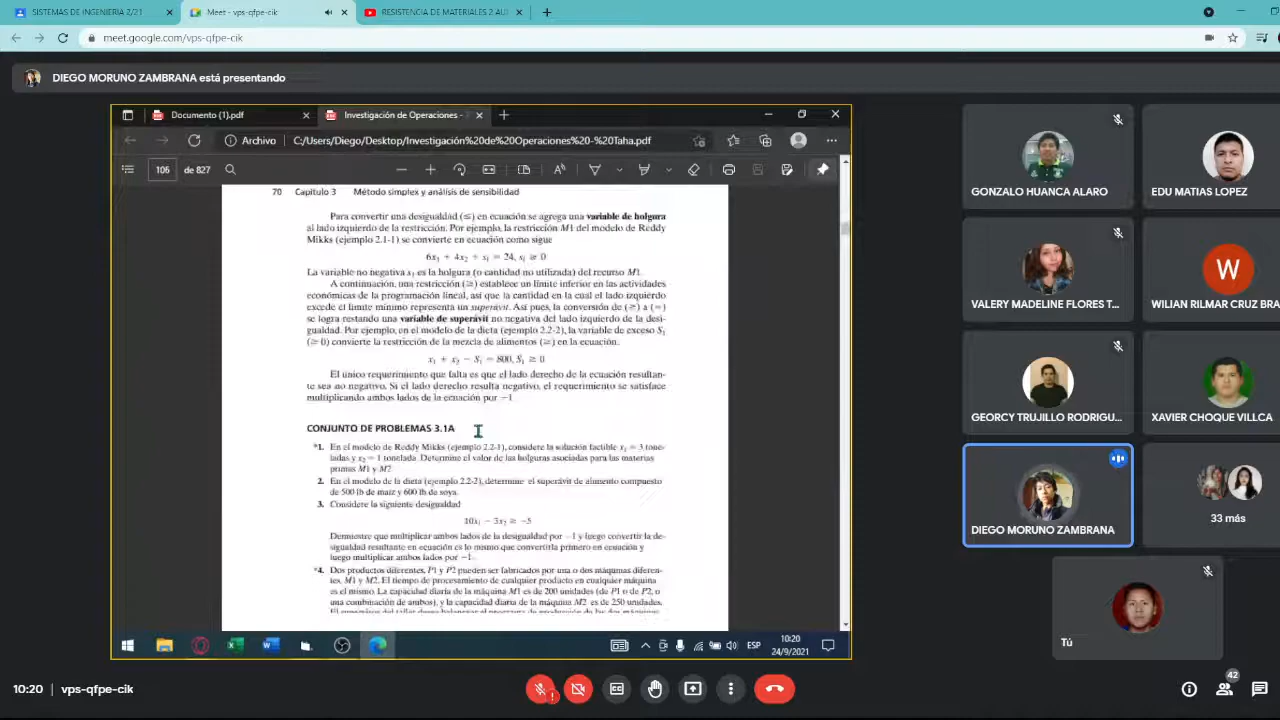 SISTEMAS DE INGENIERÍA 2/21
Meet - vps-qfpe-cik
RESISTENCIA DE MATERIALES 2 AUX
meet.google.com/vps-qfpe-cik
DIEGO MORUNO ZAMBRANA está presentando
Documento (1).pdf
Investigación de Operaciones -
Archivo
C:/Users/Diego/Desktop/Investigación%20de%20Operaciones%20-%20Taha.pdf
106 de 827
70 Capítulo 3 Método simplex y análisis de sensibilidad
Para convertir una desigualdad (≤) en ecuación se agrega una variable de holgura
al lado izquierdo de la restricción. Por ejemplo, la restricción M1 del modelo de Reddy
Mikks (ejemplo 2.1-1) se convierte en ecuación como sigue
6x₁ + 4x₂ + s₁ = 24, s₁ ≥ 0
La variable no negativa s₁ es la holgura (o cantidad no utilizada) del recurso M1.
A continuación, una restricción (≥) establece un límite inferior en las actividades
económicas de la programación lineal, así que la cantidad en la cual el lado izquierdo
excede el límite mínimo representa un superávit. Así pues, la conversión de (≥) a (=)
se logra restando una variable de superávit no negativa del lado izquierdo de la desi-
gualdad. Por ejemplo, en el modelo de la dieta (ejemplo 2.2-2), la variable de exceso S₁
(≥ 0) convierte la restricción de la mezcla de alimentos (≥) en la ecuación.
x₁ + x₂ − S₁ = 800, S₁ ≥ 0
El único requerimiento que falta es que el lado derecho de la ecuación resultan-
te sea no negativo. Si el lado derecho resulta negativo, el requerimiento se satisface
multiplicando ambos lados de la ecuación por −1.
CONJUNTO DE PROBLEMAS 3.1A
*1. En el modelo de Reddy Mikks (ejemplo 2.2-1), considere la solución factible x₁ = 3 tone-
ladas y x₂ = 1 tonelada. Determine el valor de las holguras asociadas para las materias
primas M1 y M2.
2. En el modelo de la dieta (ejemplo 2.2-2), determine el superávit de alimento compuesto
de 500 lb de maíz y 600 lb de soya.
3. Considere la siguiente desigualdad
10x₁ − 3x₂ ≥ −5
Demuestre que multiplicar ambos lados de la desigualdad por −1 y luego convertir la de-
sigualdad resultante en ecuación es lo mismo que convertirla primero en ecuación y
luego multiplicar ambos lados por −1.
*4. Dos productos diferentes, P1 y P2 pueden ser fabricados por una o dos máquinas diferen-
tes, M1 y M2. El tiempo de procesamiento de cualquier producto en cualquier máquina
es el mismo. La capacidad diaria de la máquina M1 es de 200 unidades (de P1 o de P2, o
una combinación de ambos), y la capacidad diaria de la máquina M2 es de 250 unidades.
El supervisor del taller desea balancear el programa de producción de las dos máquinas
ESP
10:20
24/9/2021
GONZALO HUANCA ALARO
EDU MATIAS LOPEZ
VALERY MADELINE FLORES T...
W
WILIAN RILMAR CRUZ BRA
GEORCY TRUJILLO RODRIGU...
XAVIER CHOQUE VILLCA
DIEGO MORUNO ZAMBRANA
33 más
Tú
10:20 | vps-qfpe-cik
42